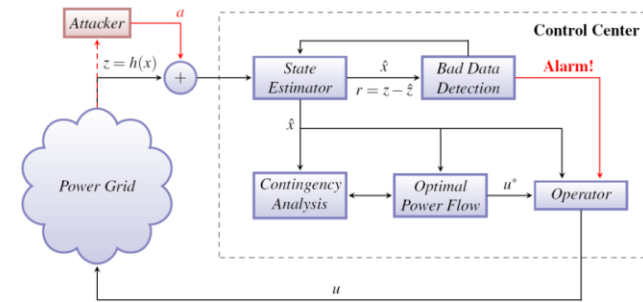 Attacker
a
Control Center
z = h(x)
+
State
Estimator
x̂
r = z − ẑ
Bad Data
Detection
Alarm!
x̂
Power Grid
Contingency
Analysis
Optimal
Power Flow
u*
Operator
u